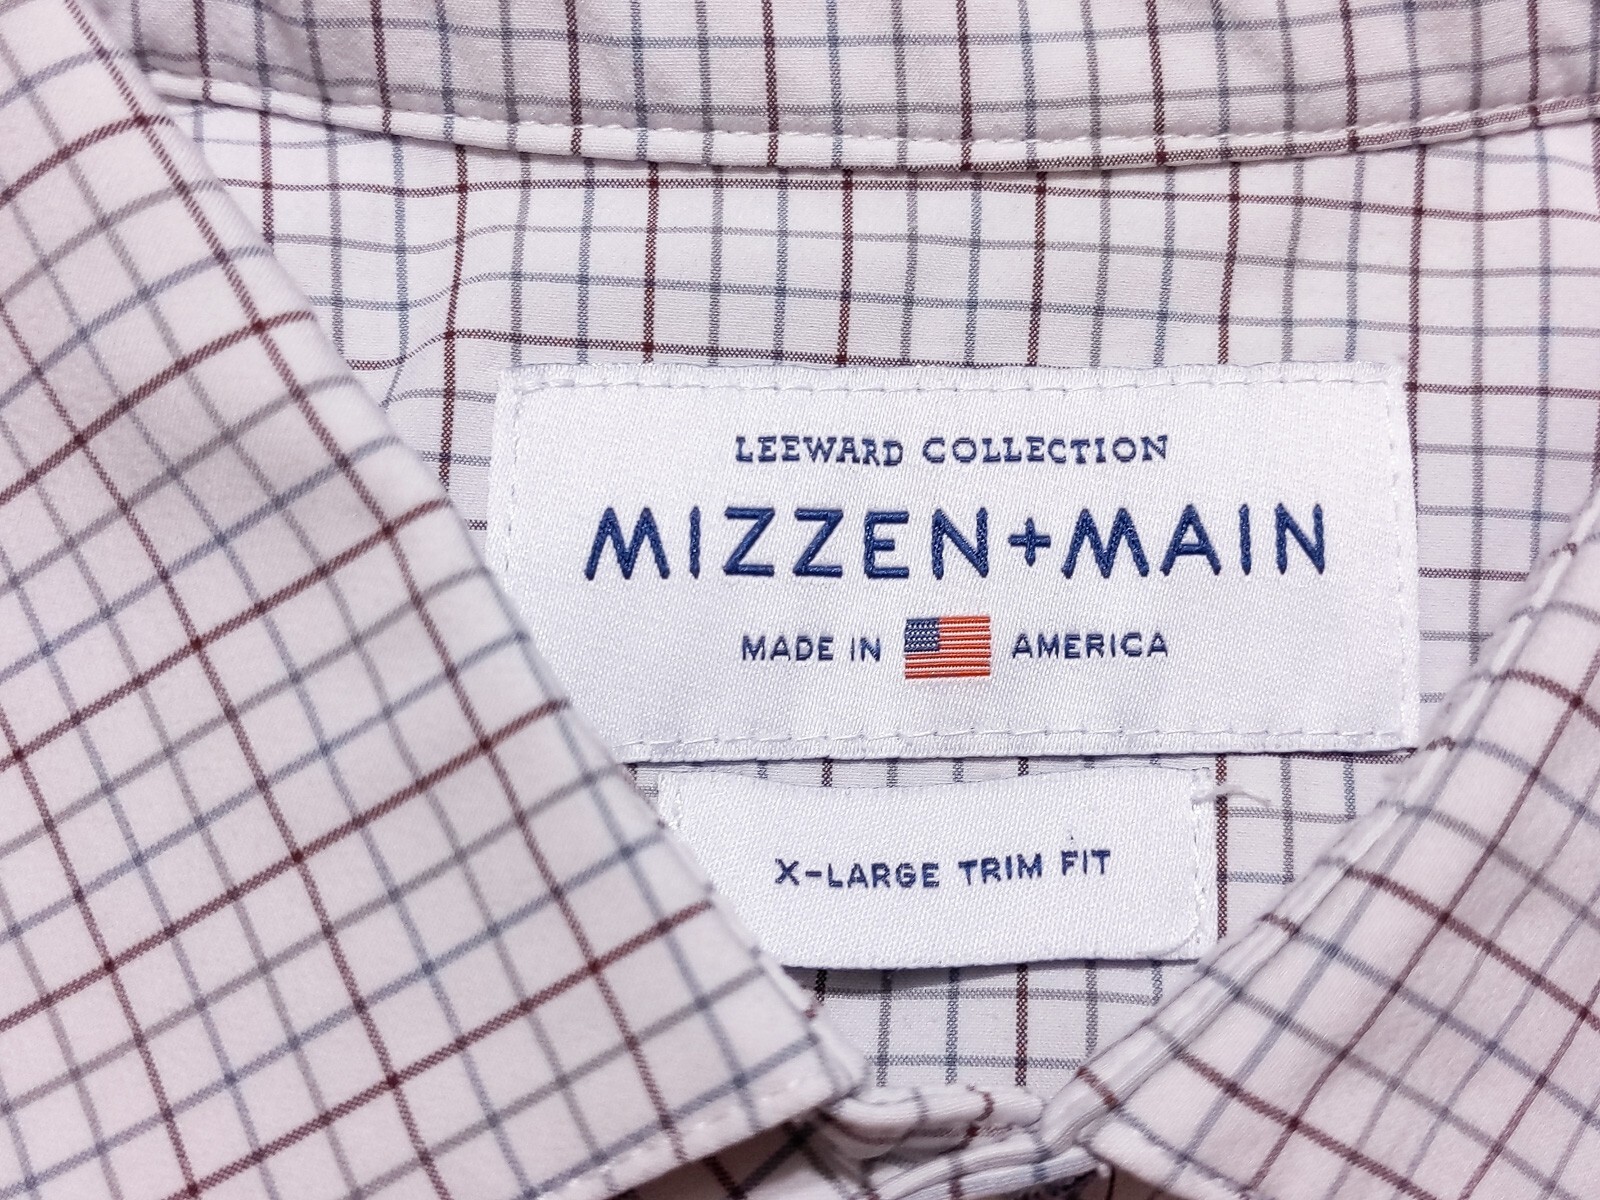 LEEWARD COLLECTION
MIZZEN+MAIN
MADE IN AMERICA
X-LARGE TRIM FIT